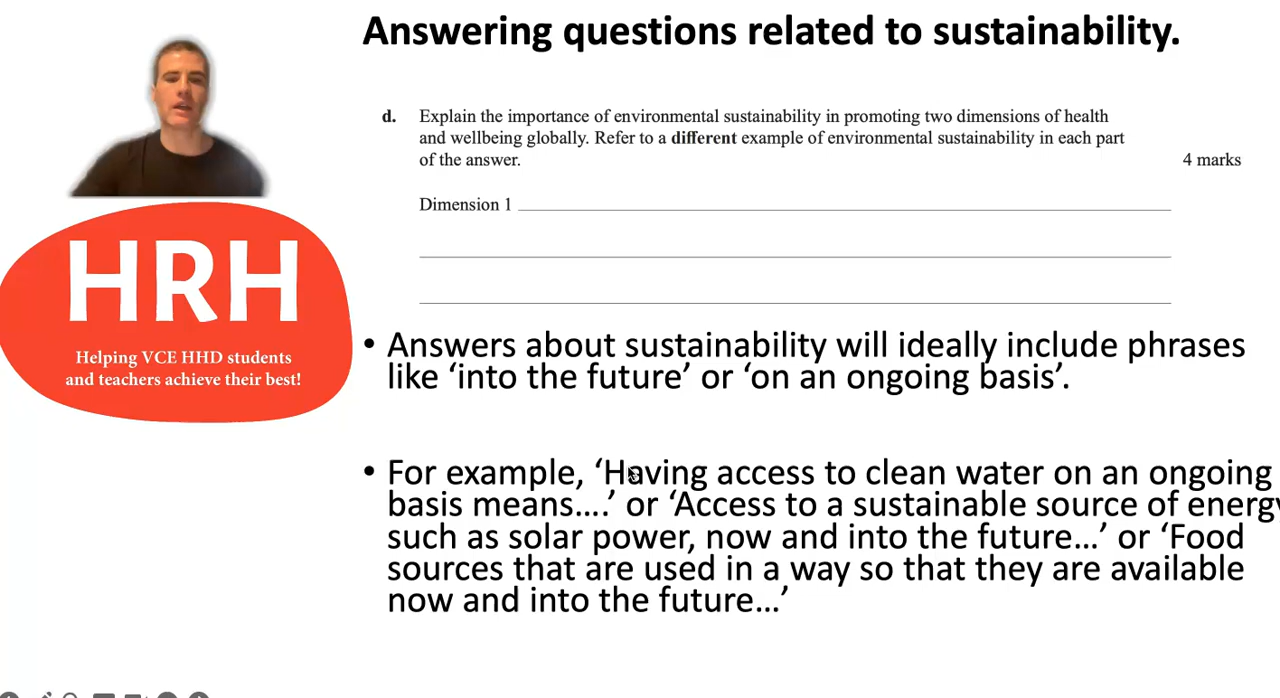 Answering questions related to sustainability.
d. Explain the importance of environmental sustainability in promoting two dimensions of health
and wellbeing globally. Refer to a different example of environmental sustainability in each part
of the answer.
4 marks
Dimension 1
HRH
Helping VCE HHD students
and teachers achieve their best!
• Answers about sustainability will ideally include phrases
like ‘into the future’ or ‘on an ongoing basis’.
• For example, ‘Having access to clean water on an ongoing
basis means....’ or ‘Access to a sustainable source of energy
such as solar power, now and into the future...’ or ‘Food
sources that are used in a way so that they are available
now and into the future...’